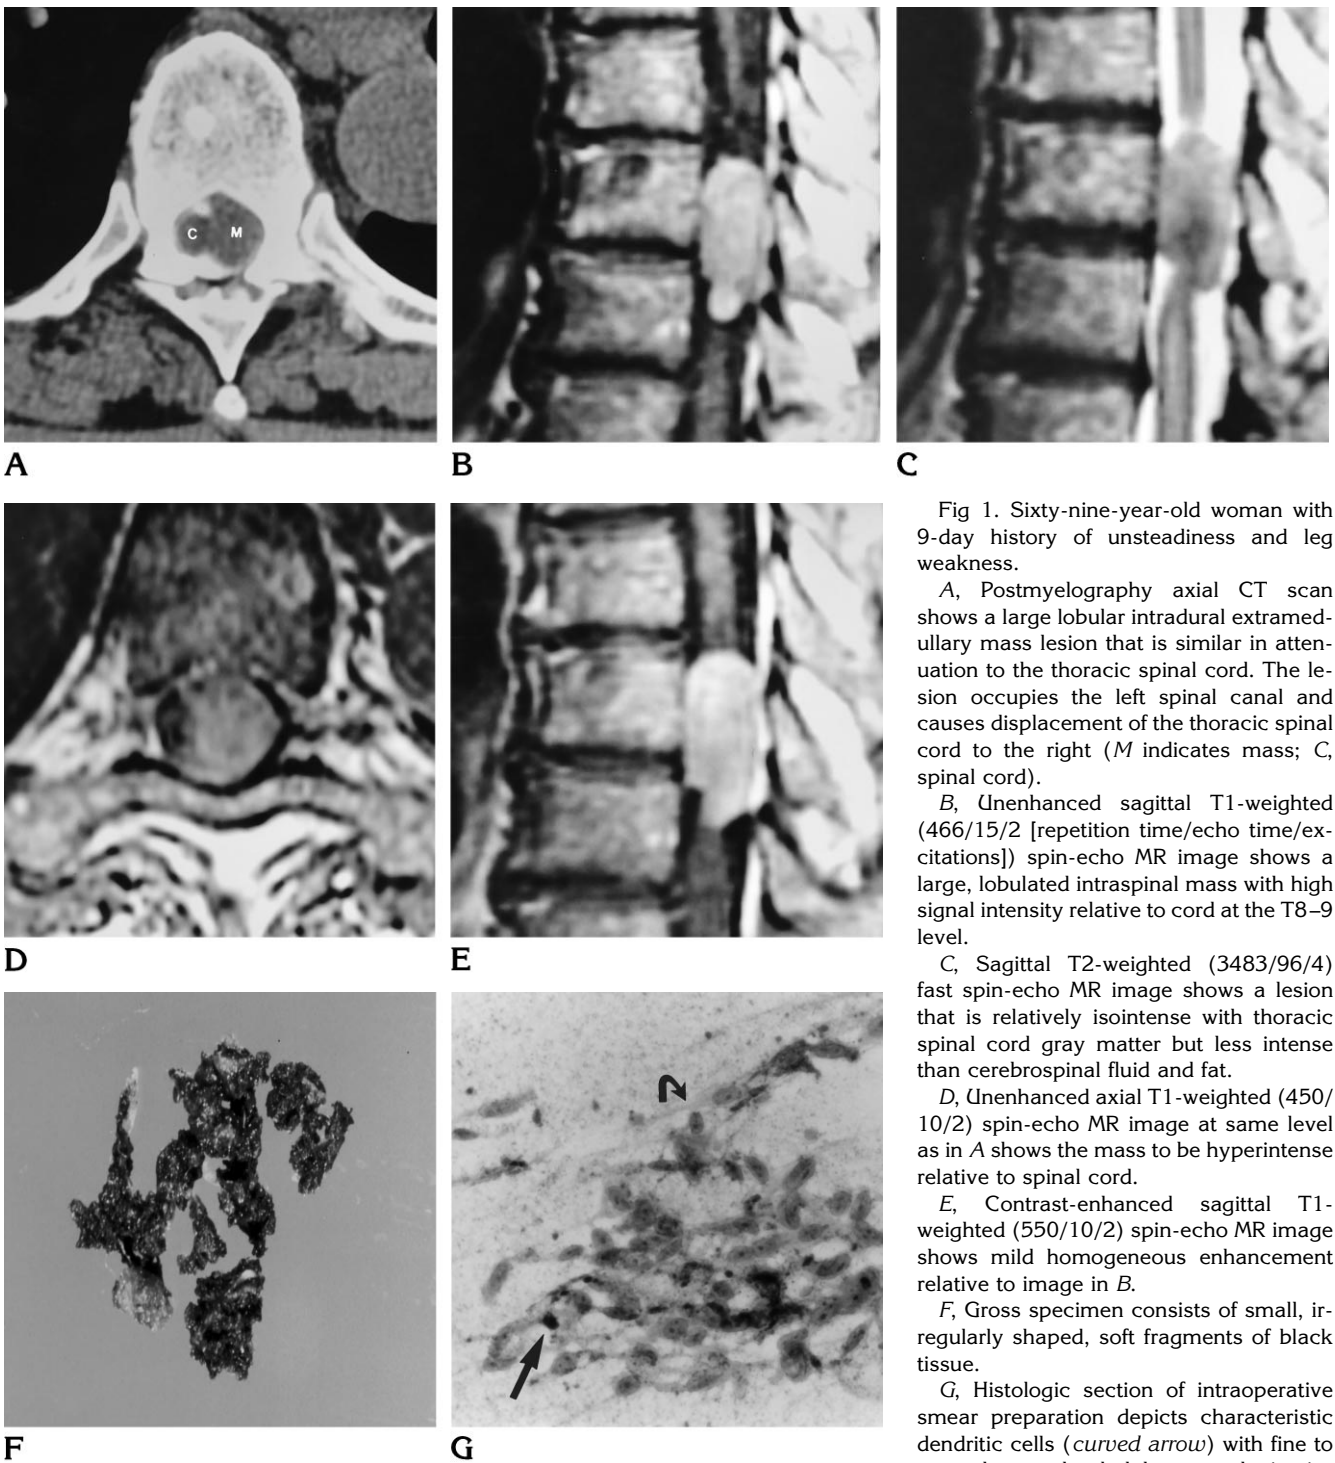 C M
A
B
C
D
E
F
G
Fig 1. Sixty-nine-year-old woman with
9-day history of unsteadiness and leg
weakness.
A, Postmyelography axial CT scan
shows a large lobular intradural extramed-
ullary mass lesion that is similar in atten-
uation to the thoracic spinal cord. The le-
sion occupies the left spinal canal and
causes displacement of the thoracic spinal
cord to the right (M indicates mass; C,
spinal cord).
B, Unenhanced sagittal T1-weighted
(466/15/2 [repetition time/echo time/ex-
citations]) spin-echo MR image shows a
large, lobulated intraspinal mass with high
signal intensity relative to cord at the T8–9
level.
C, Sagittal T2-weighted (3483/96/4)
fast spin-echo MR image shows a lesion
that is relatively isointense with thoracic
spinal cord gray matter but less intense
than cerebrospinal fluid and fat.
D, Unenhanced axial T1-weighted (450/
10/2) spin-echo MR image at same level
as in A shows the mass to be hyperintense
relative to spinal cord.
E, Contrast-enhanced sagittal T1-
weighted (550/10/2) spin-echo MR image
shows mild homogeneous enhancement
relative to image in B.
F, Gross specimen consists of small, ir-
regularly shaped, soft fragments of black
tissue.
G, Histologic section of intraoperative
smear preparation depicts characteristic
dendritic cells (curved arrow) with fine to